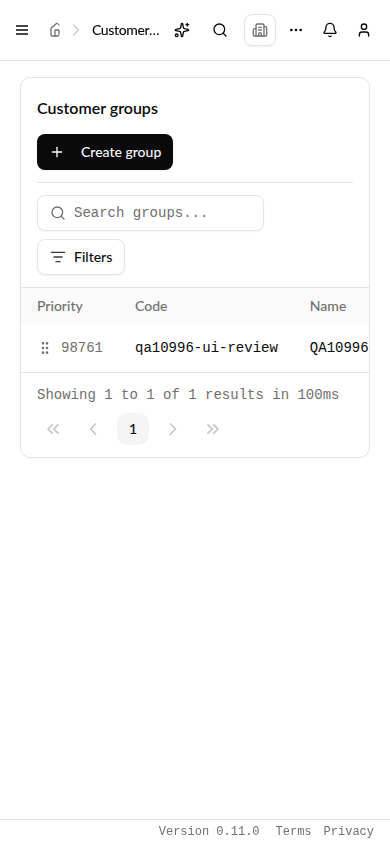 Customer...
Customer groups
Create group
Search groups...
Filters
Priority Code Name
98761 qa10996-ui-review QA10996
Showing 1 to 1 of 1 results in 100ms
1
Version 0.11.0 Terms Privacy